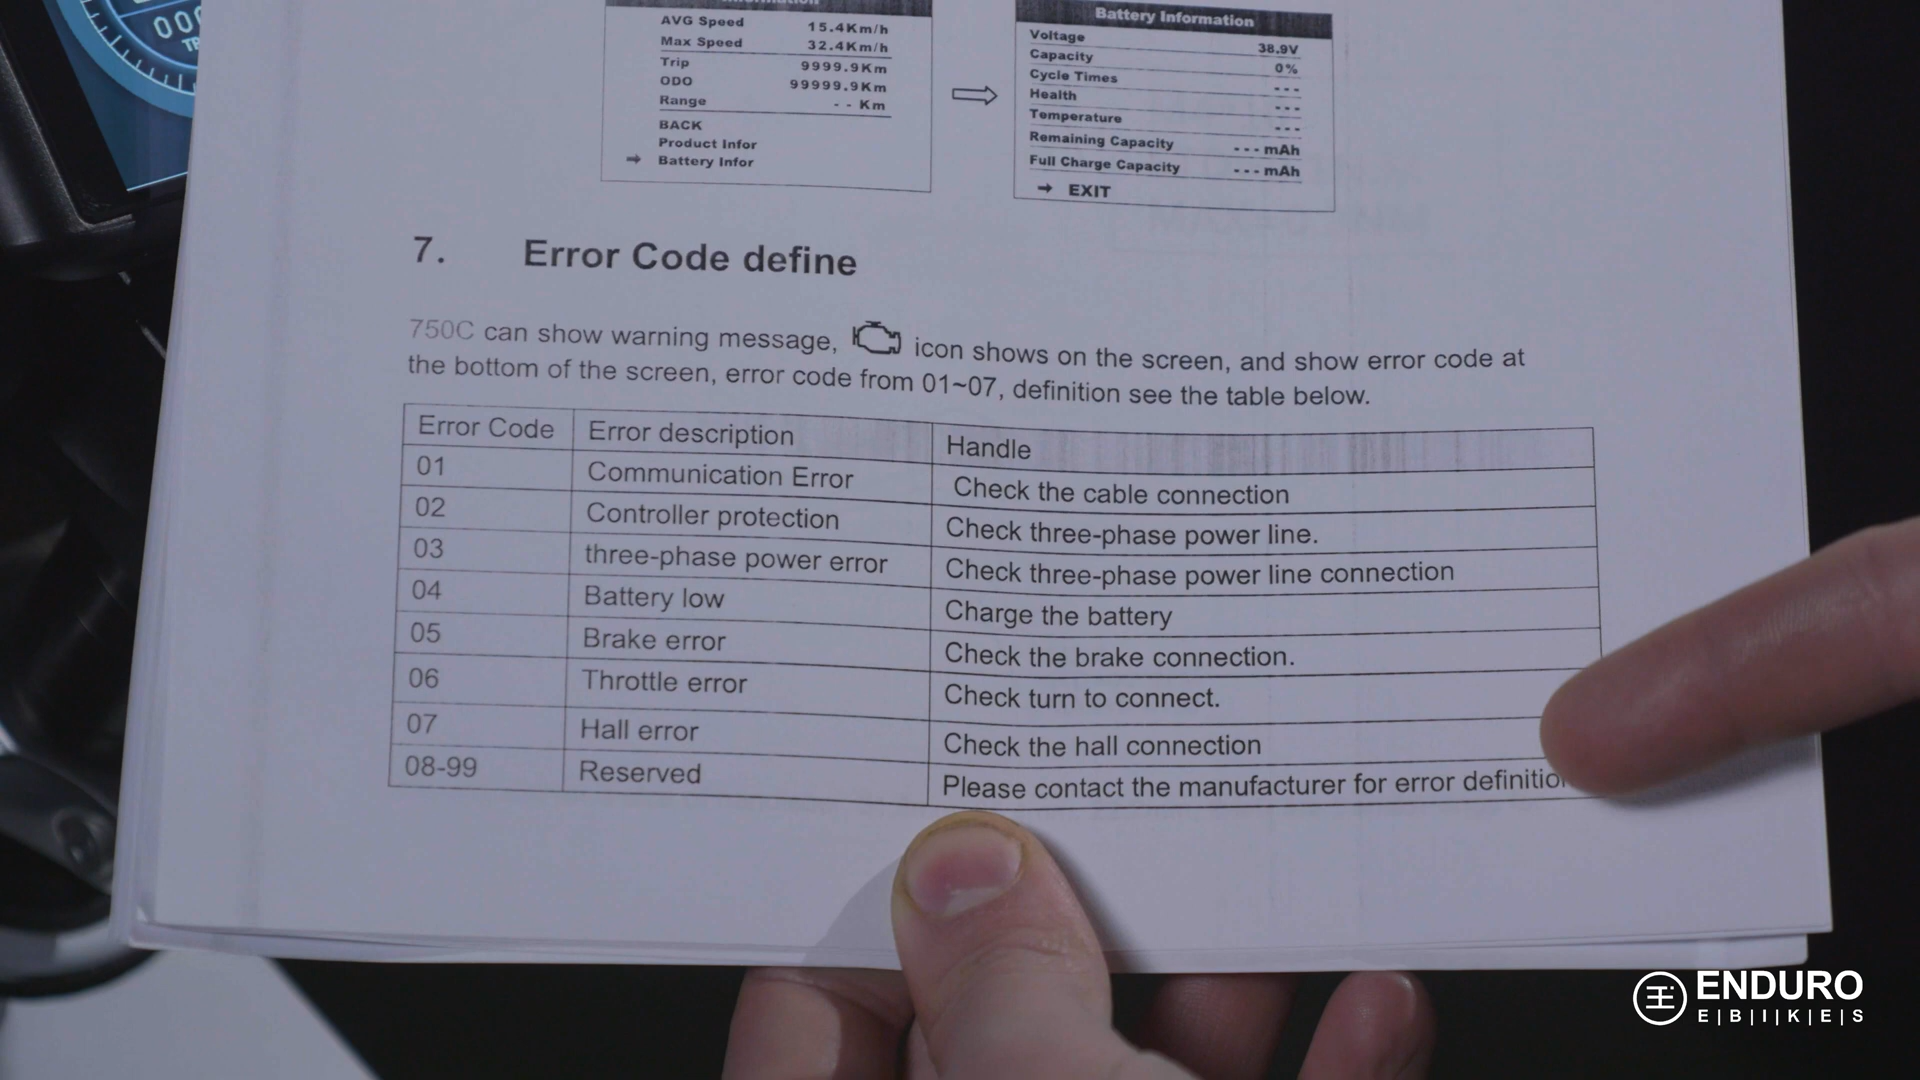 000
TR
AVG Speed 15.4Km/h
Max Speed 32.4Km/h
Trip 9999.9Km
ODO 99999.9Km
Range - - Km
BACK
Product Infor
➞ Battery Infor
Battery Information
Voltage 38.9V
Capacity 0%
Cycle Times - - -
Health - - -
Temperature - - -
Remaining Capacity - - - mAh
Full Charge Capacity - - - mAh
➞ EXIT
7. Error Code define
750C can show warning message, icon shows on the screen, and show error code at
the bottom of the screen, error code from 01~07, definition see the table below.
Error Code Error description Handle
01 Communication Error Check the cable connection
02 Controller protection Check three-phase power line.
03 three-phase power error Check three-phase power line connection
04 Battery low Charge the battery
05 Brake error Check the brake connection.
06 Throttle error Check turn to connect.
07 Hall error Check the hall connection
08-99 Reserved Please contact the manufacturer for error definitio
ENDURO
E|B|I|K|E|S